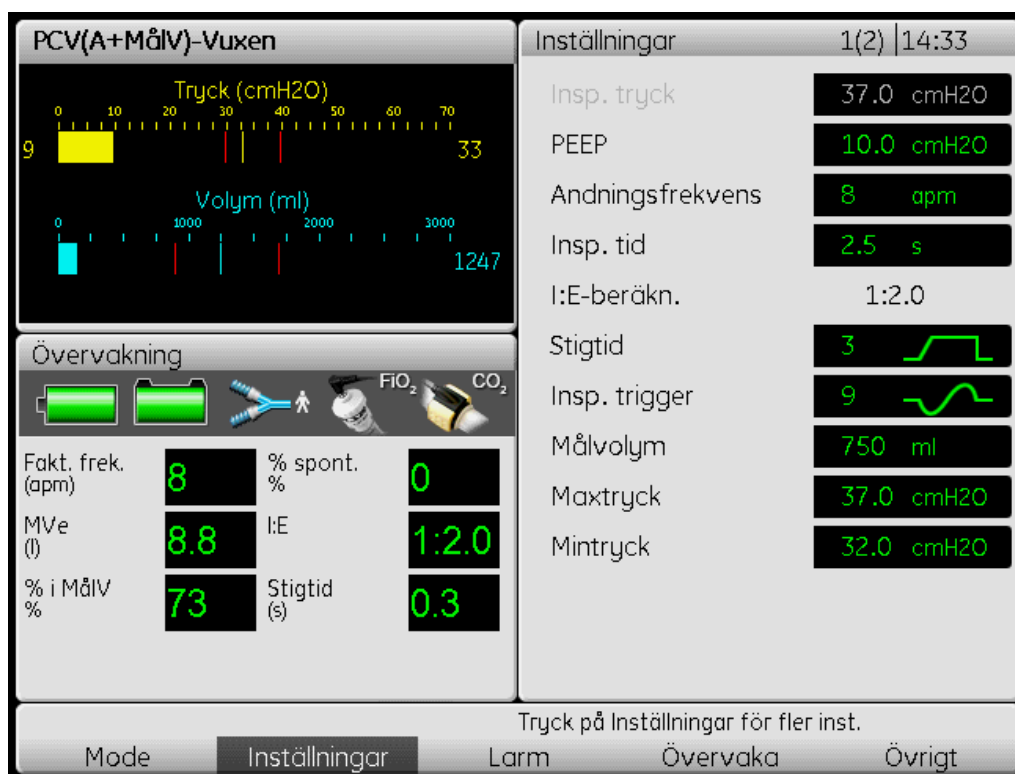 PCV(A+MålV)-Vuxen
Tryck (cmH2O)
0 10 20 30 40 50 60 70
9 33
Volym (ml)
0 1000 2000 3000
1247
Övervakning
FiO2 CO2
Fakt. frek. (apm) 8 % spont. % 0
MVe (l) 8.8 I:E 1:2.0
% i MålV % 73 Stigtid (s) 0.3
Inställningar 1(2) 14:33
Insp. tryck 37.0 cmH2O
PEEP 10.0 cmH2O
Andningsfrekvens 8 apm
Insp. tid 2.5 s
I:E-beräkn. 1:2.0
Stigtid 3
Insp. trigger 9
Målvolym 750 ml
Maxtryck 37.0 cmH2O
Mintryck 32.0 cmH2O
Tryck på Inställningar för fler inst.
Mode Inställningar Larm Övervaka Övrigt